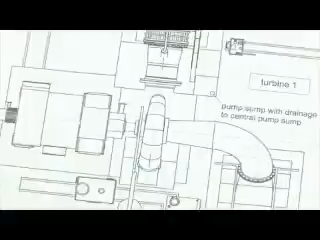 turbine 1
pump sump with drainage
to central pump sump